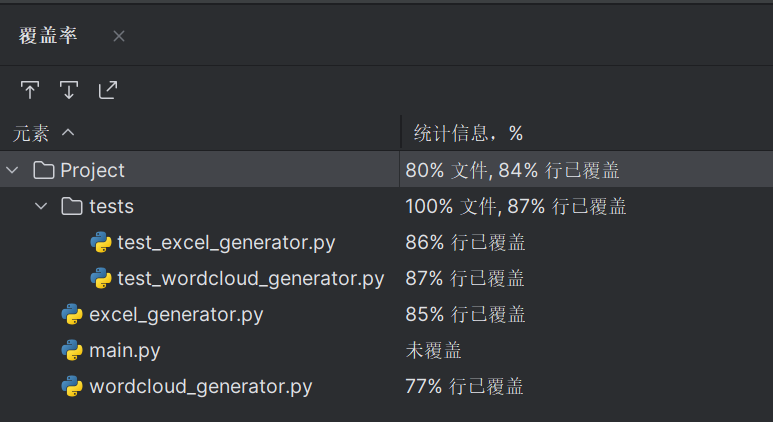 覆盖率
元素 统计信息, %
Project 80% 文件, 84% 行已覆盖
tests 100% 文件, 87% 行已覆盖
test_excel_generator.py 86% 行已覆盖
test_wordcloud_generator.py 87% 行已覆盖
excel_generator.py 85% 行已覆盖
main.py 未覆盖
wordcloud_generator.py 77% 行已覆盖